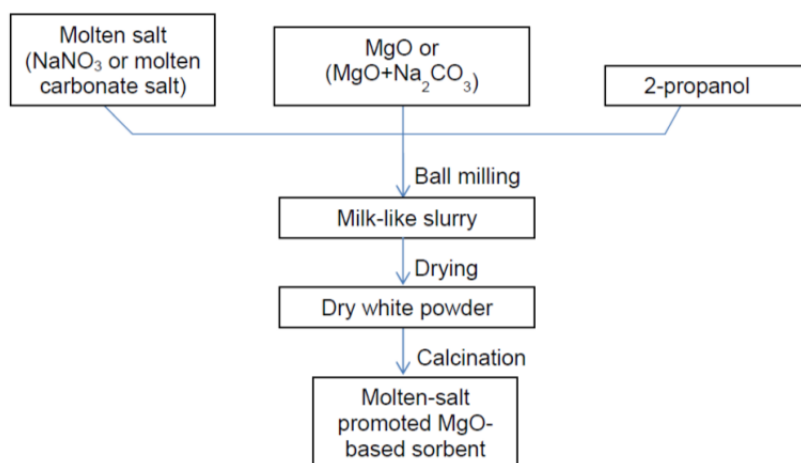 Molten salt
(NaNO₃ or molten
carbonate salt)
MgO or
(MgO+Na₂CO₃)
2-propanol
Ball milling
Milk-like slurry
Drying
Dry white powder
Calcination
Molten-salt
promoted MgO-
based sorbent